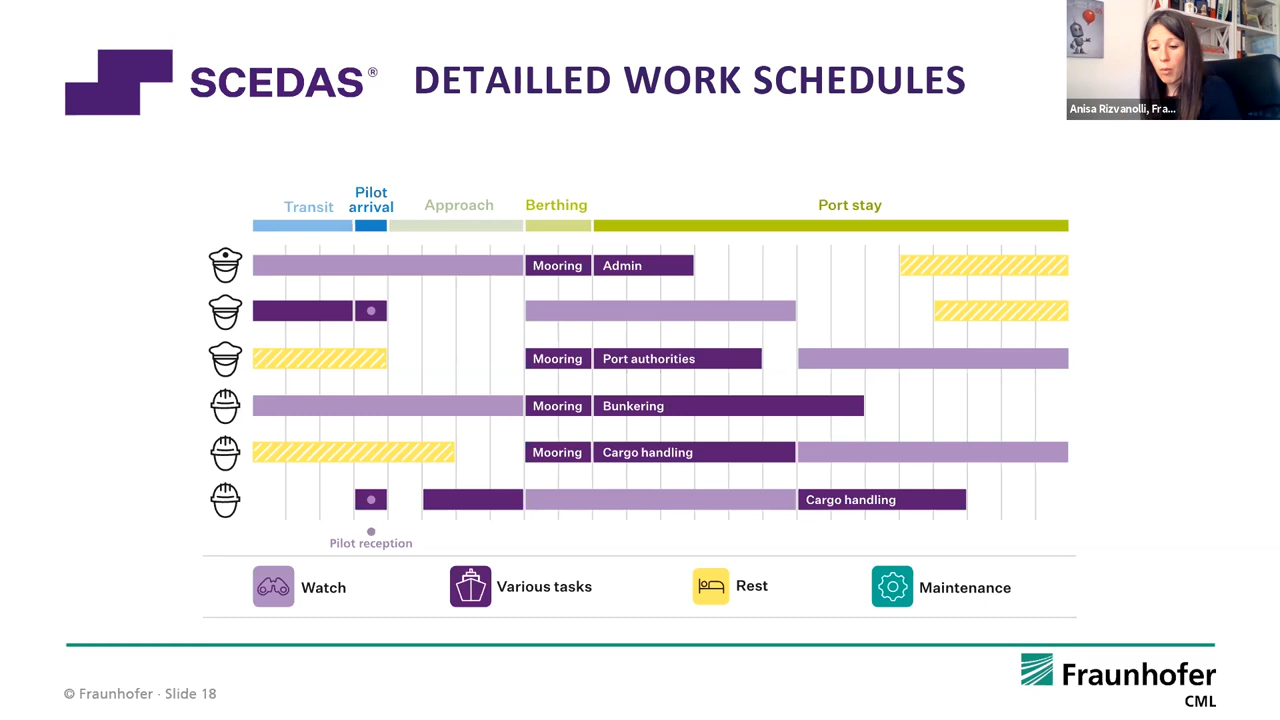 SCEDAS® DETAILLED WORK SCHEDULES
Anisa Rizvanolli, Fra...
Transit
Pilot
arrival
Approach
Berthing
Port stay
Mooring Admin
Mooring Port authorities
Mooring Bunkering
Mooring Cargo handling
Cargo handling
Pilot reception
Watch Various tasks Rest Maintenance
© Fraunhofer · Slide 18
Fraunhofer
CML